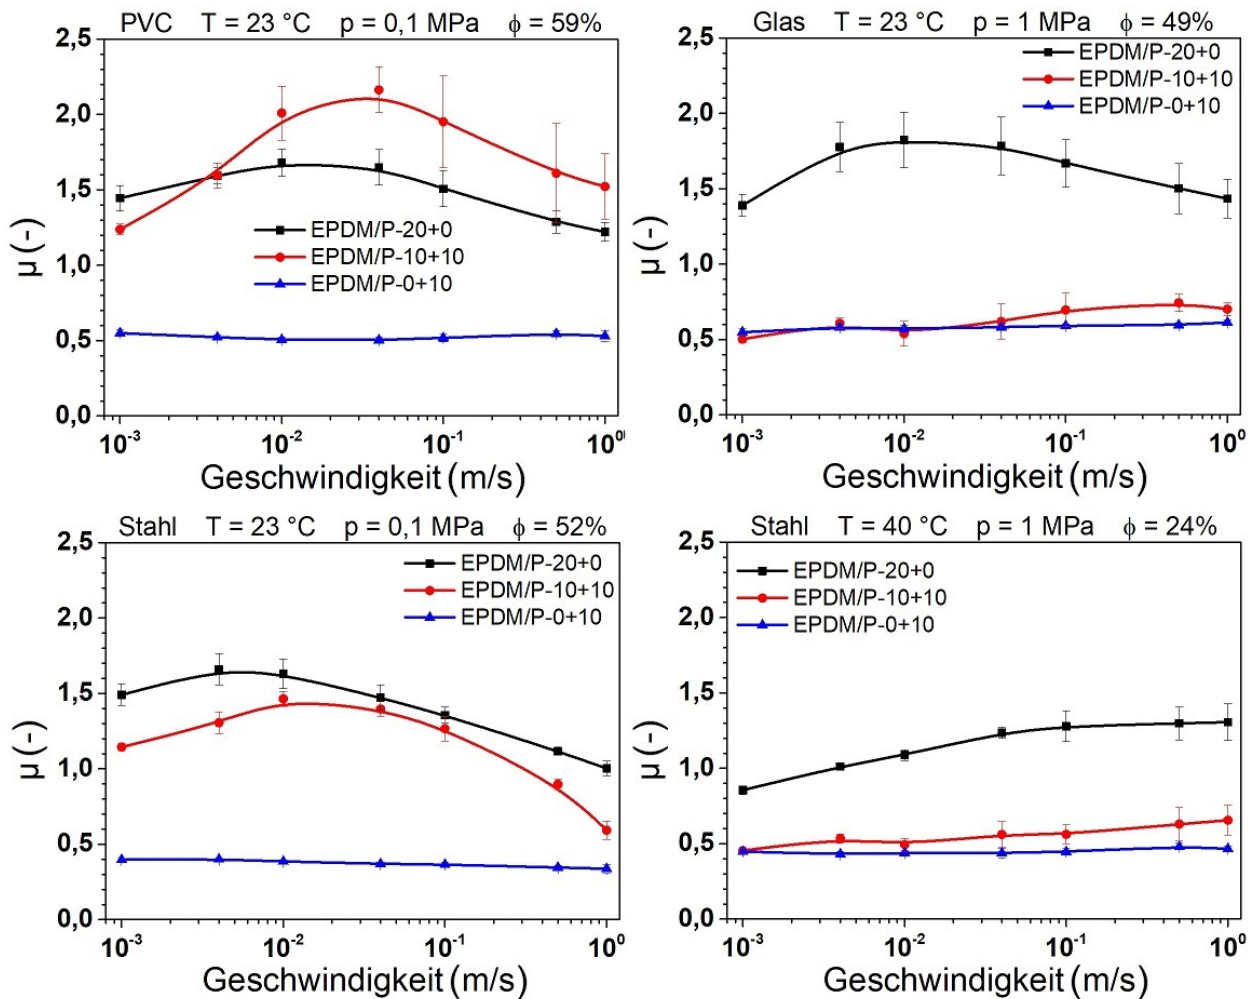 PVC T = 23 °C p = 0,1 MPa ϕ = 59%
2,5
2,0
1,5
1,0
0,5
0,0
μ (-)
EPDM/P-20+0
EPDM/P-10+10
EPDM/P-0+10
10⁻³ 10⁻² 10⁻¹ 10⁰
Geschwindigkeit (m/s)
Glas T = 23 °C p = 1 MPa ϕ = 49%
2,5
2,0
1,5
1,0
0,5
0,0
μ (-)
EPDM/P-20+0
EPDM/P-10+10
EPDM/P-0+10
10⁻³ 10⁻² 10⁻¹ 10⁰
Geschwindigkeit (m/s)
Stahl T = 23 °C p = 0,1 MPa ϕ = 52%
2,5
2,0
1,5
1,0
0,5
0,0
μ (-)
EPDM/P-20+0
EPDM/P-10+10
EPDM/P-0+10
10⁻³ 10⁻² 10⁻¹ 10⁰
Geschwindigkeit (m/s)
Stahl T = 40 °C p = 1 MPa ϕ = 24%
2,5
2,0
1,5
1,0
0,5
0,0
μ (-)
EPDM/P-20+0
EPDM/P-10+10
EPDM/P-0+10
10⁻³ 10⁻² 10⁻¹ 10⁰
Geschwindigkeit (m/s)